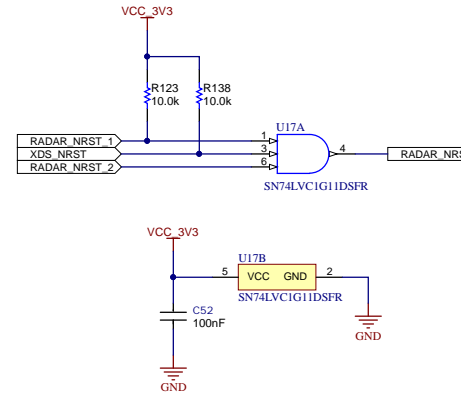 VCC_3V3
R123
10.0k
R138
10.0k
U17A
RADAR_NRST_1
XDS_NRST
RADAR_NRST_2
1
3
6
4
RADAR_NRS
SN74LVC1G11DSFR
VCC_3V3
U17B
5
VCC GND
2
SN74LVC1G11DSFR
C52
100nF
GND
GND